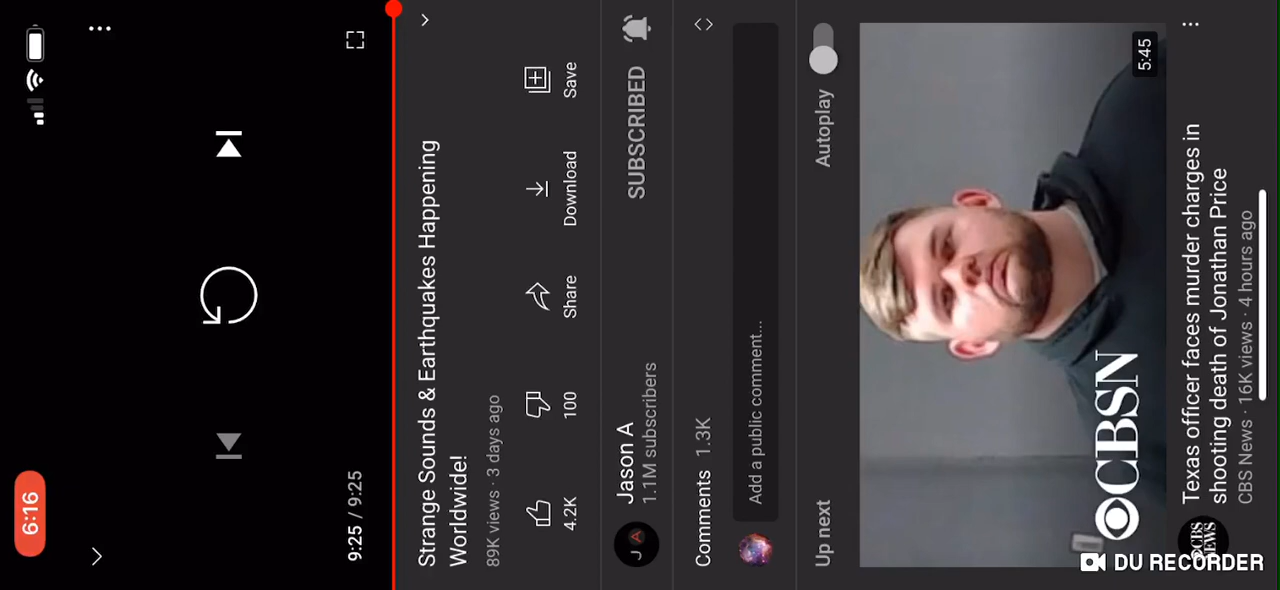 6:16
9:25 / 9:25
Strange Sounds & Earthquakes Happening
Worldwide!
89K views · 3 days ago
4.2K
100
Share
Download
Save
J A
Jason A
1.1M subscribers
SUBSCRIBED
Comments 1.3K
Add a public comment...
Up next
Autoplay
CBSN
5:45
CBS
NEWS
Texas officer faces murder charges in
shooting death of Jonathan Price
CBS News · 16K views · 4 hours ago
DU RECORDER